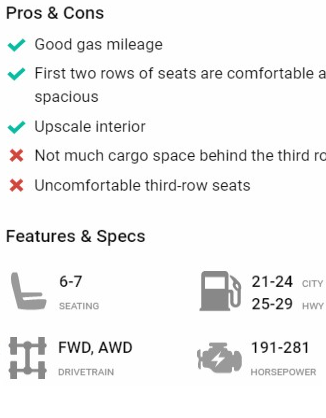 Pros & Cons
Good gas mileage
First two rows of seats are comfortable a
spacious
Upscale interior
Not much cargo space behind the third ro
Uncomfortable third-row seats
Features & Specs
6-7
SEATING
21-24 CITY
25-29 HWY
FWD, AWD
DRIVETRAIN
191-281
HORSEPOWER